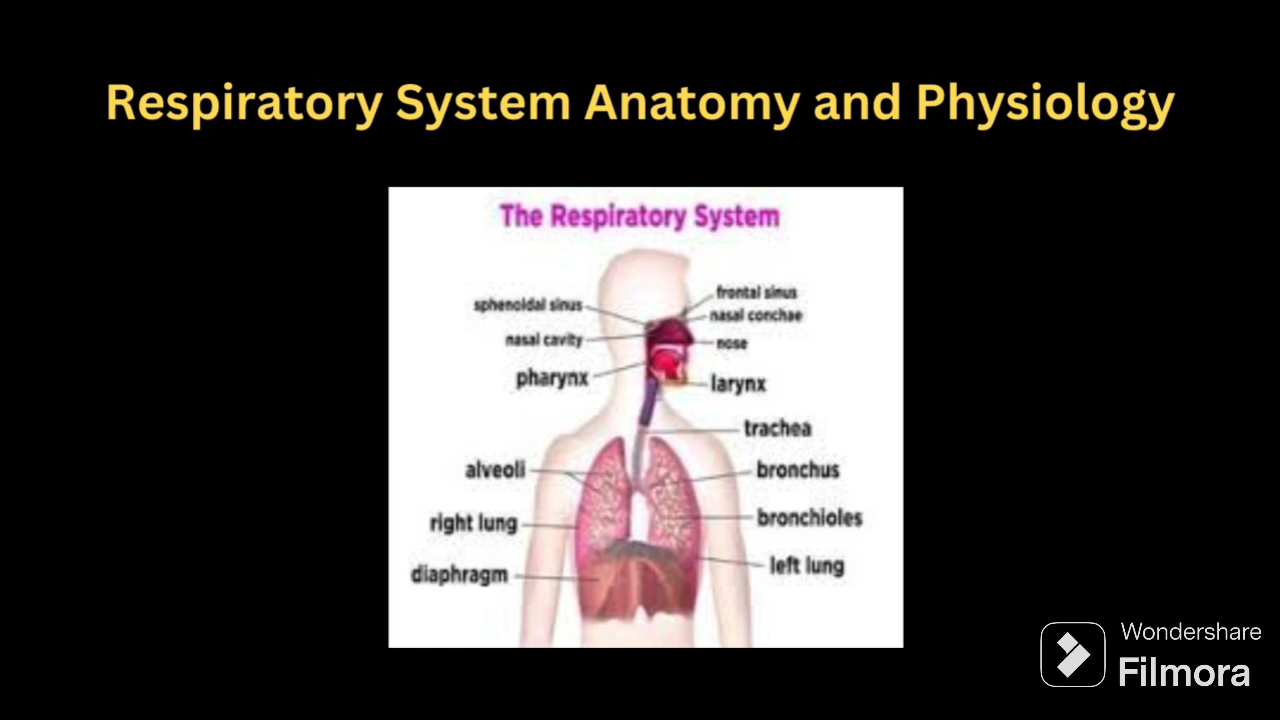 Respiratory System Anatomy and Physiology
The Respiratory System
sphenoidal sinus
frontal sinus
nasal conchae
nasal cavity
nose
pharynx
larynx
trachea
alveoli
bronchus
right lung
bronchioles
diaphragm
left lung
Wondershare
Filmora